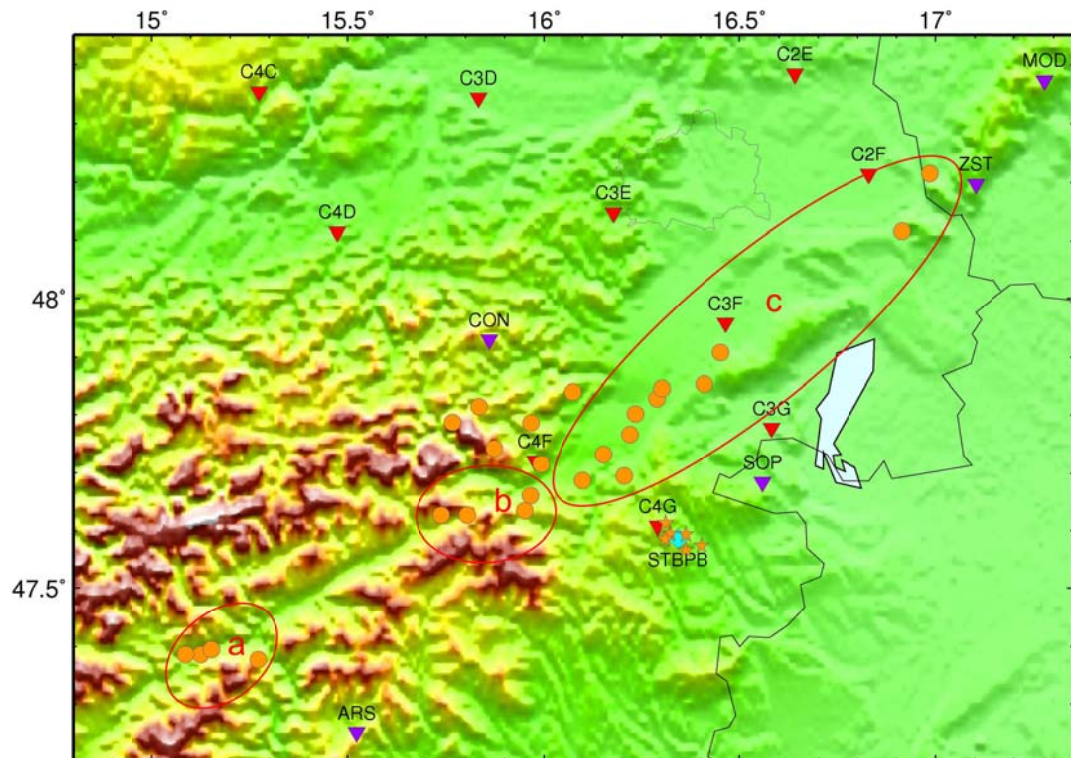 15° 15.5° 16° 16.5° 17°
C4C C3D C2E MOD
C2F ZST
C3E
C4D
48°
C3F c
CON
C3G
C4F
SOP
b
C4G
STBPB
47.5°
a
ARS